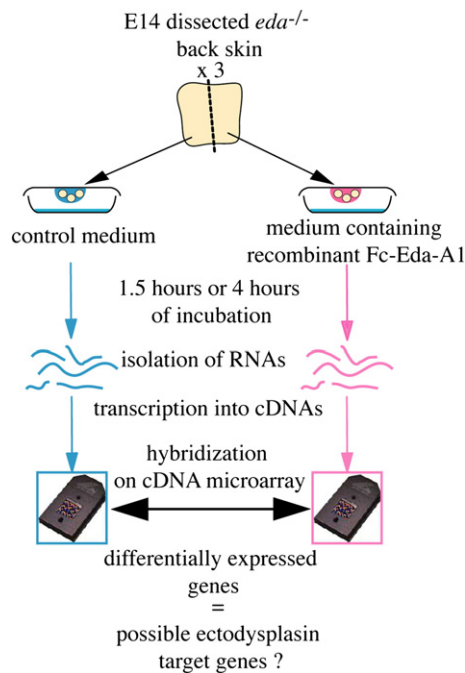 E14 dissected eda-/-
back skin
x 3
control medium
medium containing
recombinant Fc-Eda-A1
1.5 hours or 4 hours
of incubation
isolation of RNAs
transcription into cDNAs
hybridization
on cDNA microarray
differentially expressed
genes
=
possible ectodysplasin
target genes ?